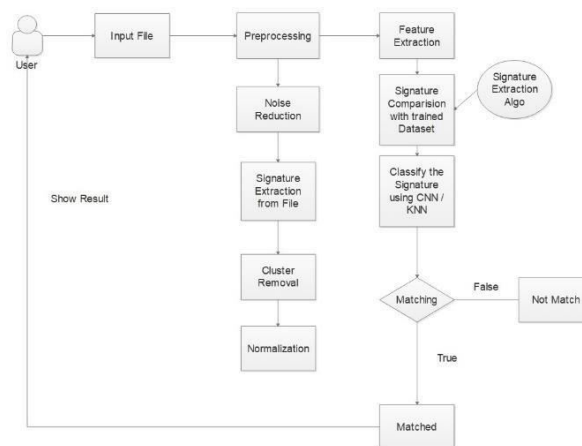 User
Input File
Preprocessing
Feature
Extraction
Noise
Reduction
Signature
Comparision
with trained
Dataset
Signature
Extraction
Algo
Signature
Extraction
from File
Classify the
Signature
using CNN /
KNN
Show Result
Cluster
Removal
Matching
False
Not Match
Normalization
True
Matched